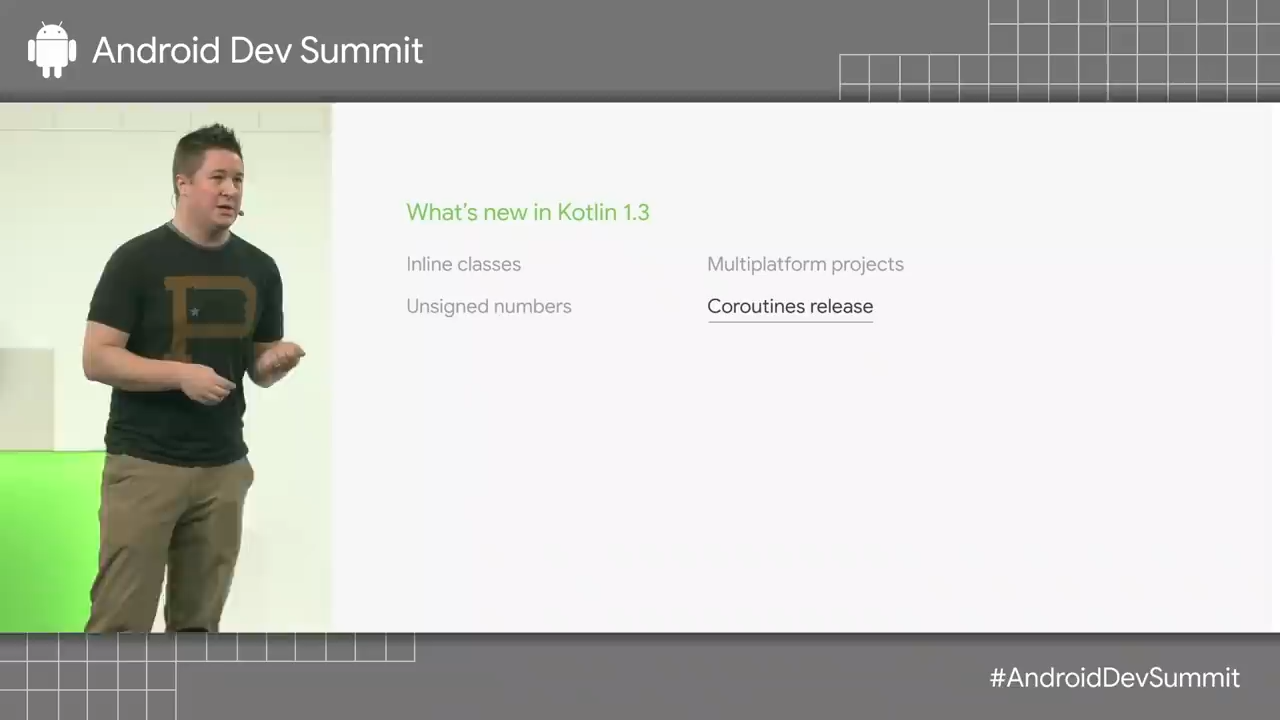 Android Dev Summit
What's new in Kotlin 1.3
Inline classes
Multiplatform projects
Unsigned numbers
Coroutines release
P
#AndroidDevSummit